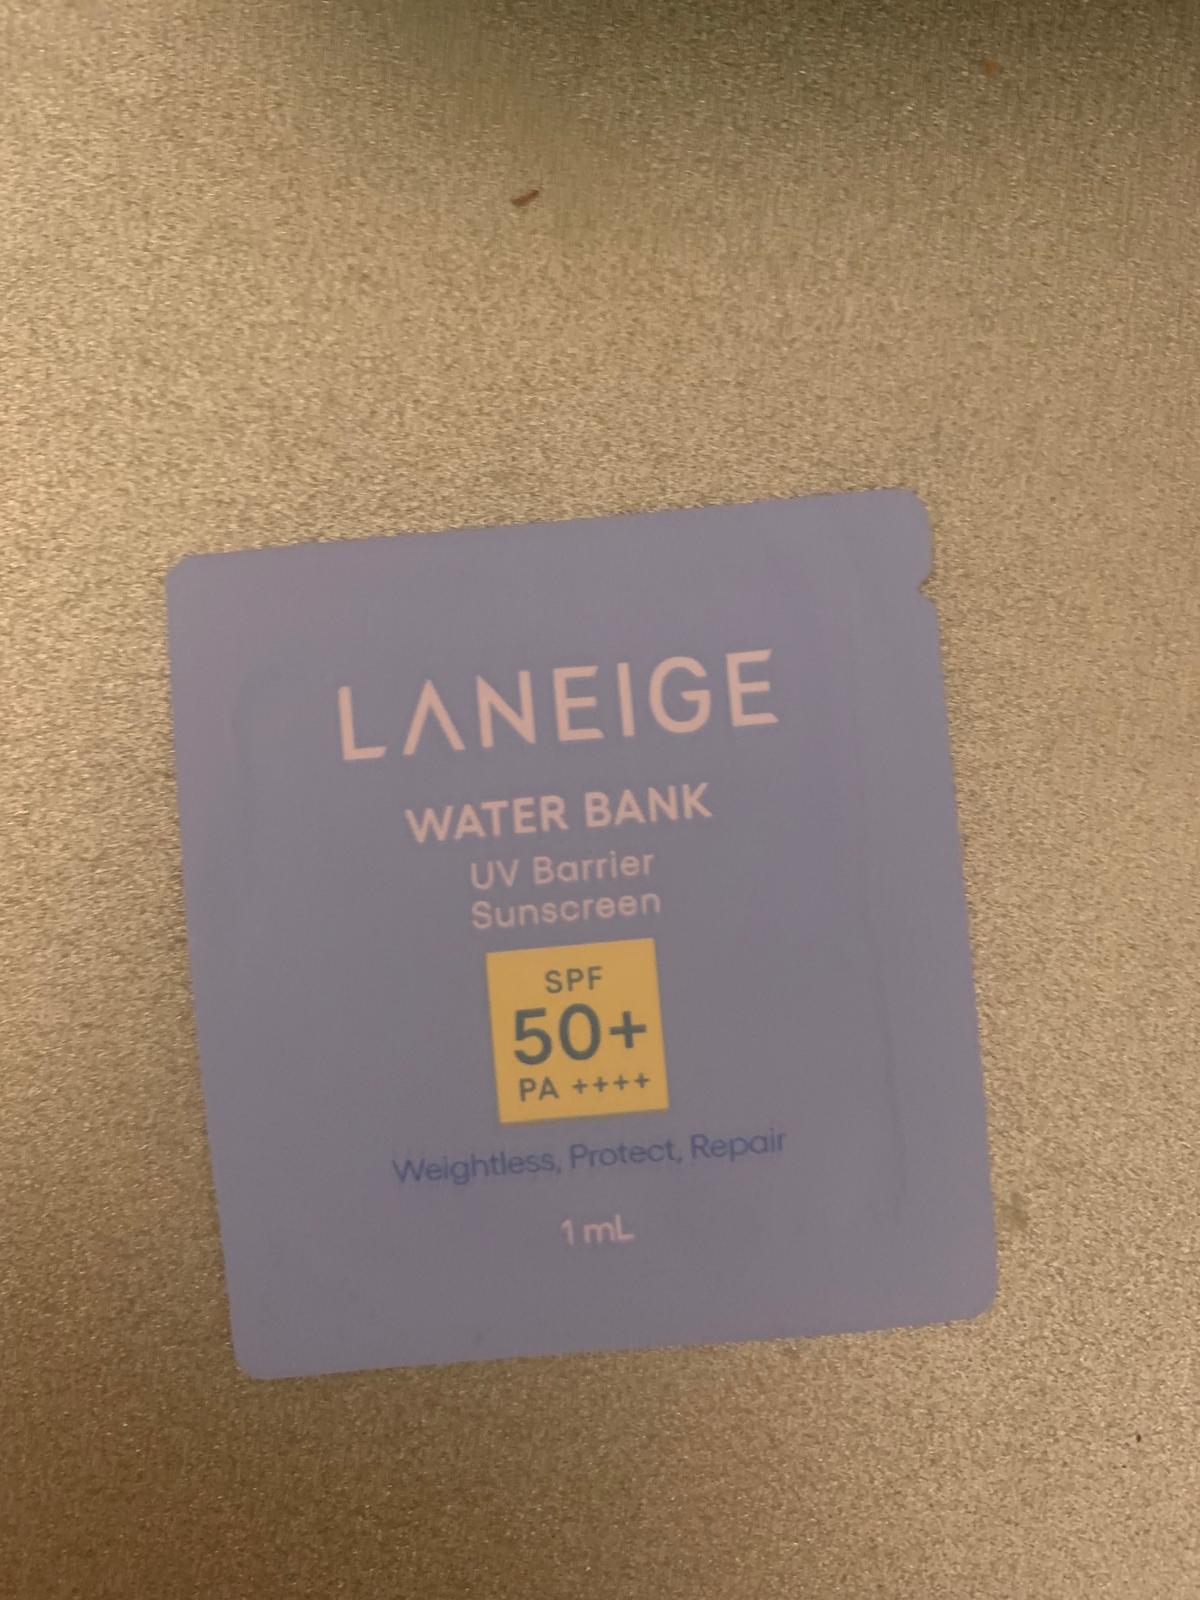 LANEIGE
WATER BANK
UV Barrier
Sunscreen
SPF
50+
PA ++++
Weightless, Protect, Repair
1 mL